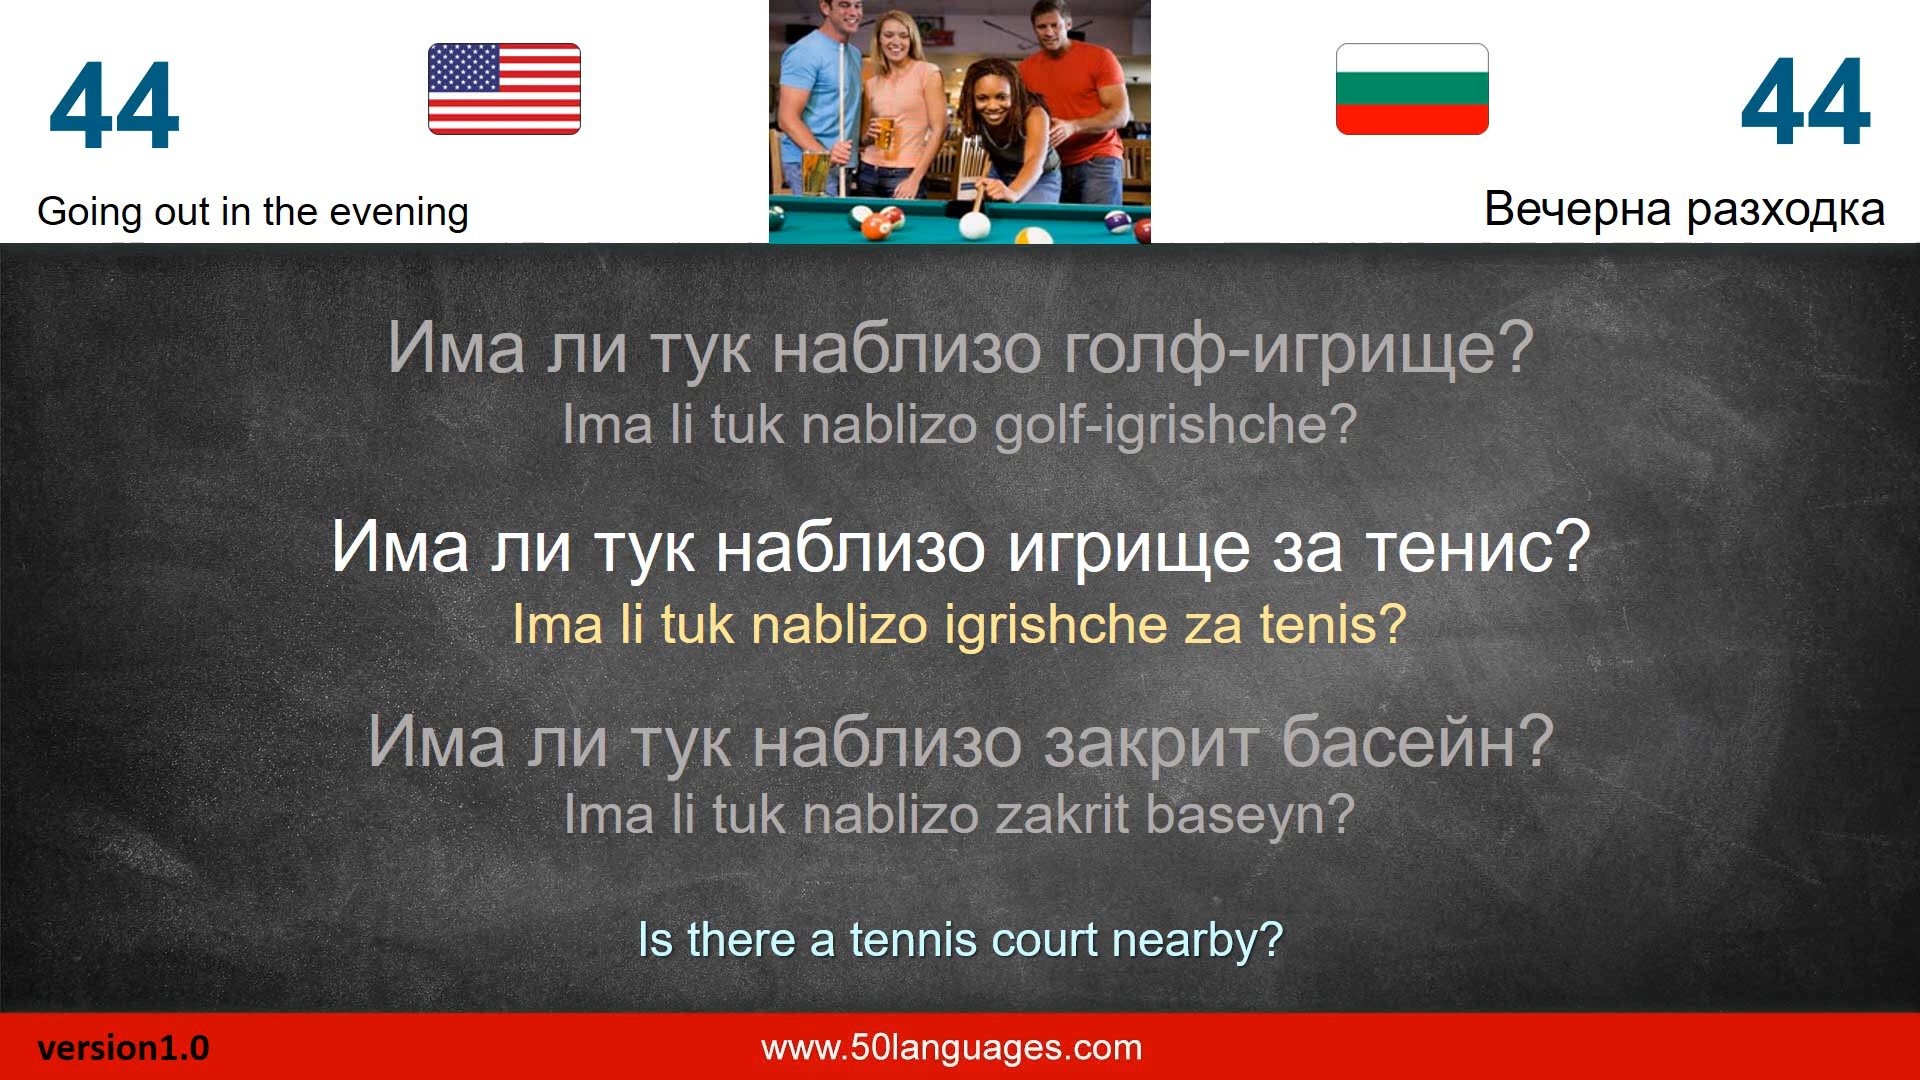 44
44
Going out in the evening
Вечерна разходка
Има ли тук наблизо голф-игрище?
Ima li tuk nablizo golf-igrishche?
Има ли тук наблизо игрище за тенис?
Ima li tuk nablizo igrishche za tenis?
Има ли тук наблизо закрит басейн?
Ima li tuk nablizo zakrit baseyn?
Is there a tennis court nearby?
version1.0
www.50languages.com